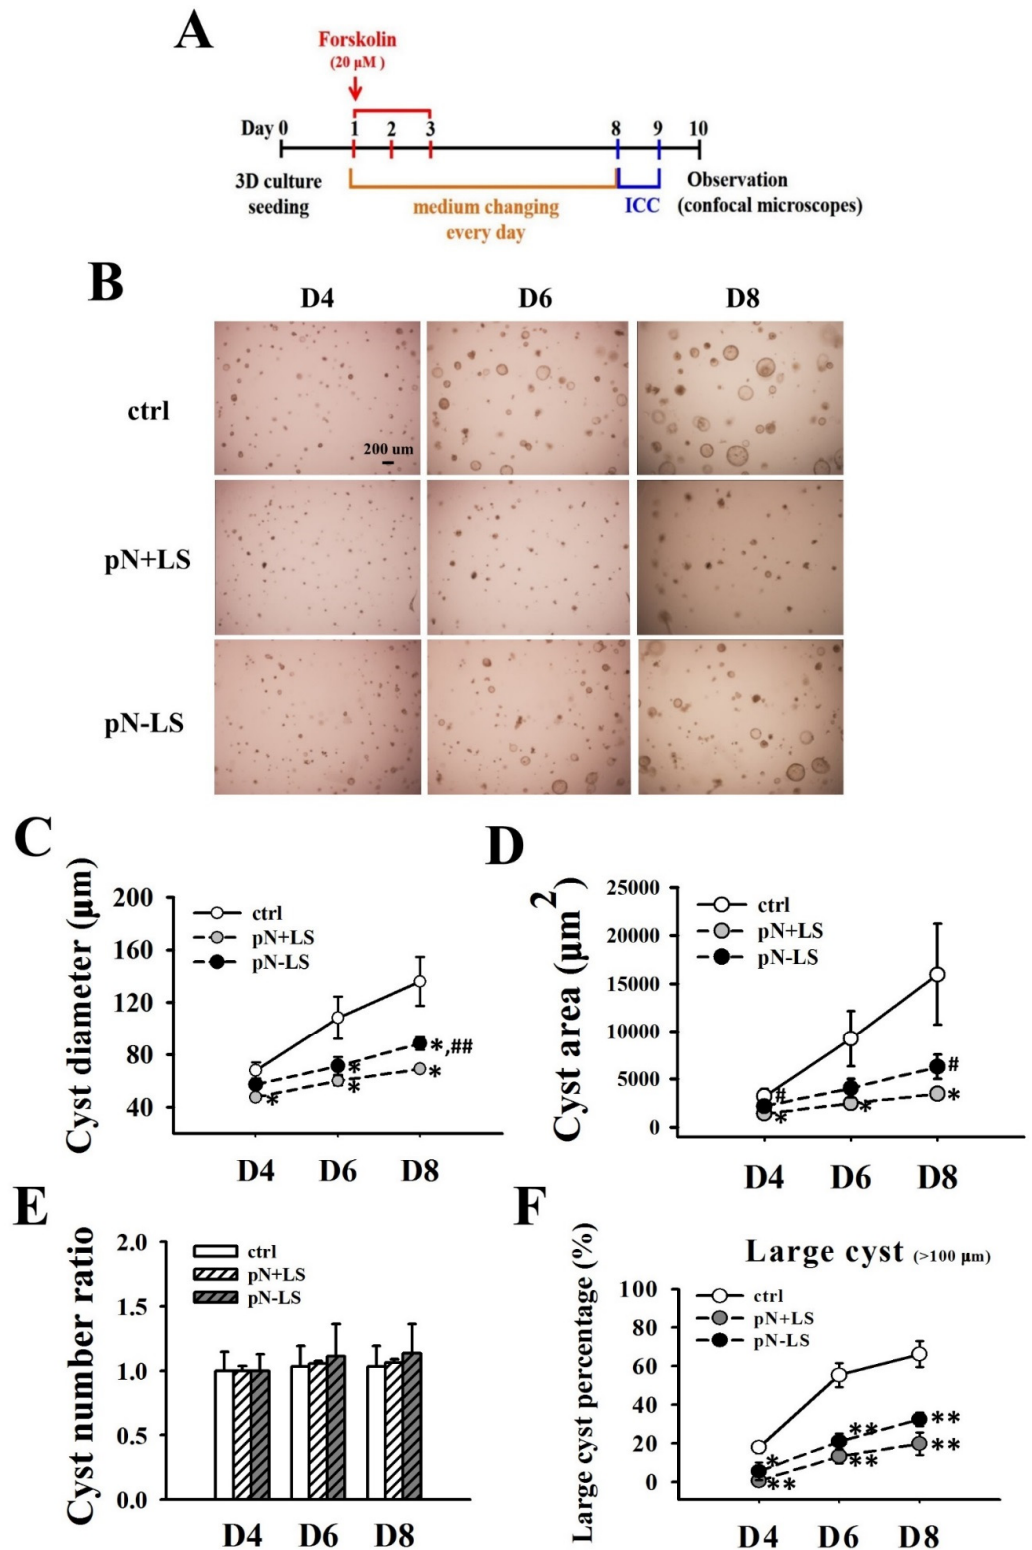 A
Forskolin
(20 μM )
Day 0 1 2 3 8 9 10
3D culture
seeding
medium changing
every day
ICC
Observation
(confocal microscopes)
B
D4 D6 D8
ctrl
200 um
pN+LS
pN-LS
C
Cyst diameter (μm)
200
160
120
80
40
ctrl
pN+LS
pN-LS
*
*
*
*,##
*
D4 D6 D8
D
Cyst area (μm2)
25000
20000
15000
10000
5000
0
ctrl
pN+LS
pN-LS
#
*
*
#
*
D4 D6 D8
E
Cyst number ratio
2.0
1.5
1.0
0.5
0.0
ctrl
pN+LS
pN-LS
D4 D6 D8
F
Large cyst percentage (%)
Large cyst (>100 μm)
100
80
60
40
20
0
ctrl
pN+LS
pN-LS
*
**
**
**
**
**
D4 D6 D8